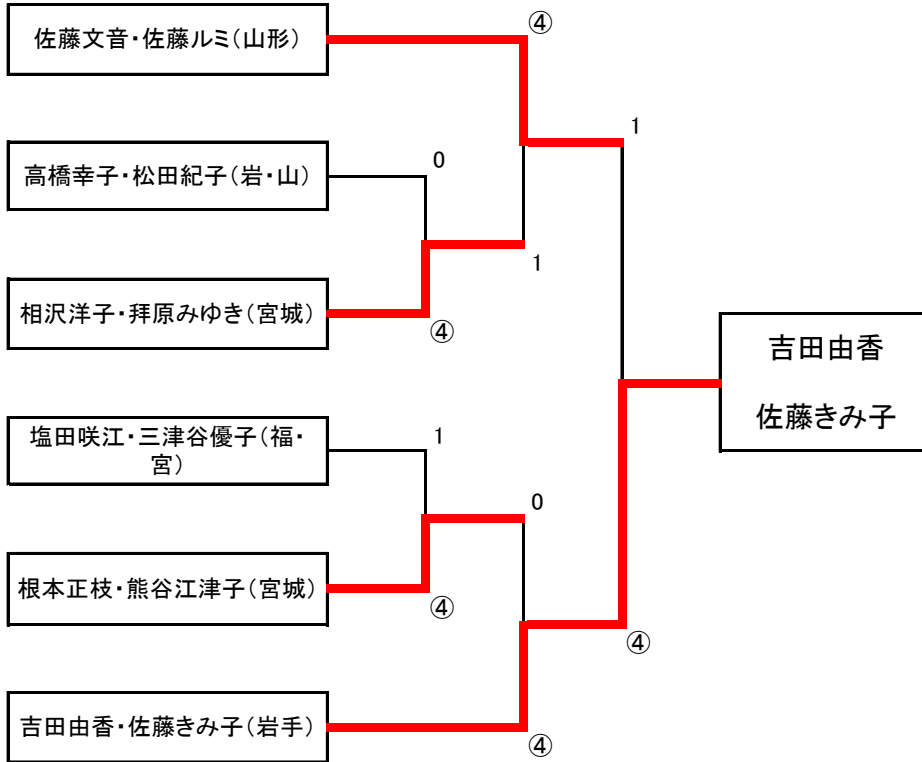 ④
佐藤文音・佐藤ルミ(山形)
1
0
高橋幸子・松田紀子(岩・山)
1
相沢洋子・拜原みゆき(宮城)
④
吉田由香
佐藤きみ子
塩田咲江・三津谷優子(福・
宮)
1
0
根本正枝・熊谷江津子(宮城)
④
④
吉田由香・佐藤きみ子(岩手)
④